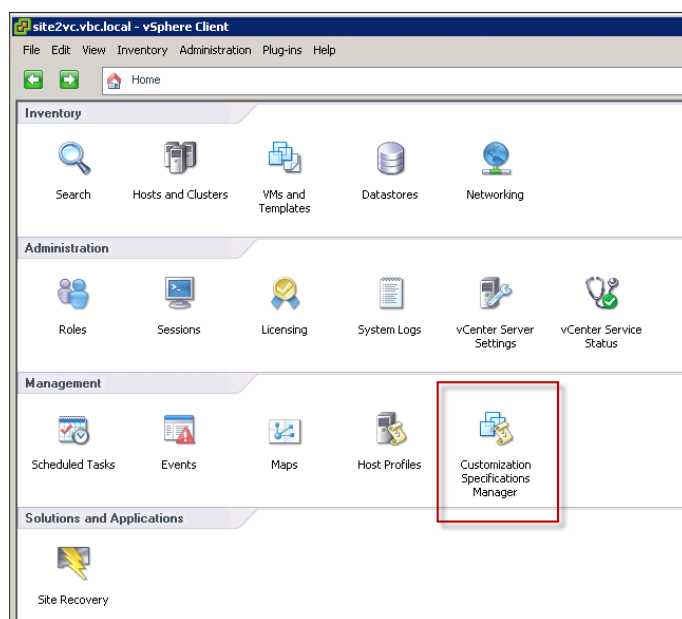 site2vc.vbc.local - vSphere Client
File Edit View Inventory Administration Plug-ins Help
Home
Inventory
Search Hosts and Clusters VMs and Templates Datastores Networking
Administration
Roles Sessions Licensing System Logs vCenter Server Settings vCenter Service Status
Management
Scheduled Tasks Events Maps Host Profiles Customization Specifications Manager
Solutions and Applications
Site Recovery